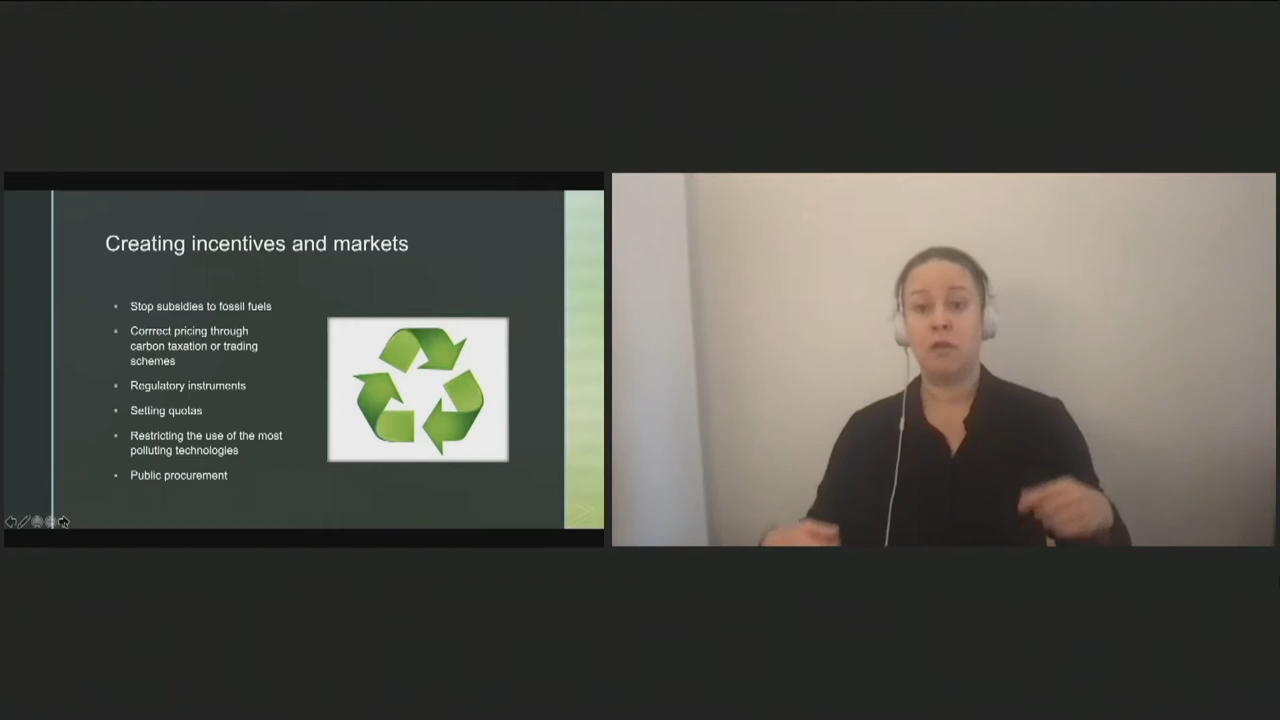 Creating incentives and markets
Stop subsidies to fossil fuels
Corrrect pricing through
carbon taxation or trading
schemes
Regulatory instruments
Setting quotas
Restricting the use of the most
polluting technologies
Public procurement